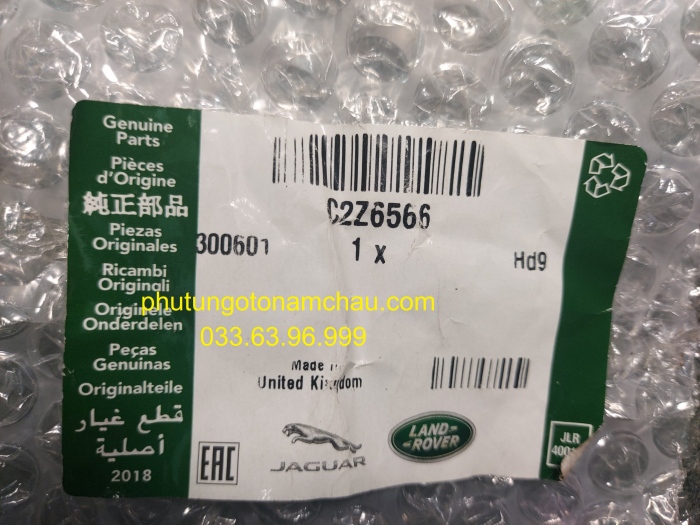 Genuine
Parts
Pièces
d'Origine
純正部品
Piezas
Originales
Ricambi
Originali
Originele
Onderdelen
Peças
Genuinas
Originalteile
قطع غيار
أصلية
2018
C2Z6566
300601
1 x
Hd9
phutungotonamchau.com
033.63.96.999
Made
United Kingdom
EAC
JAGUAR
LAND
ROVER
JLR